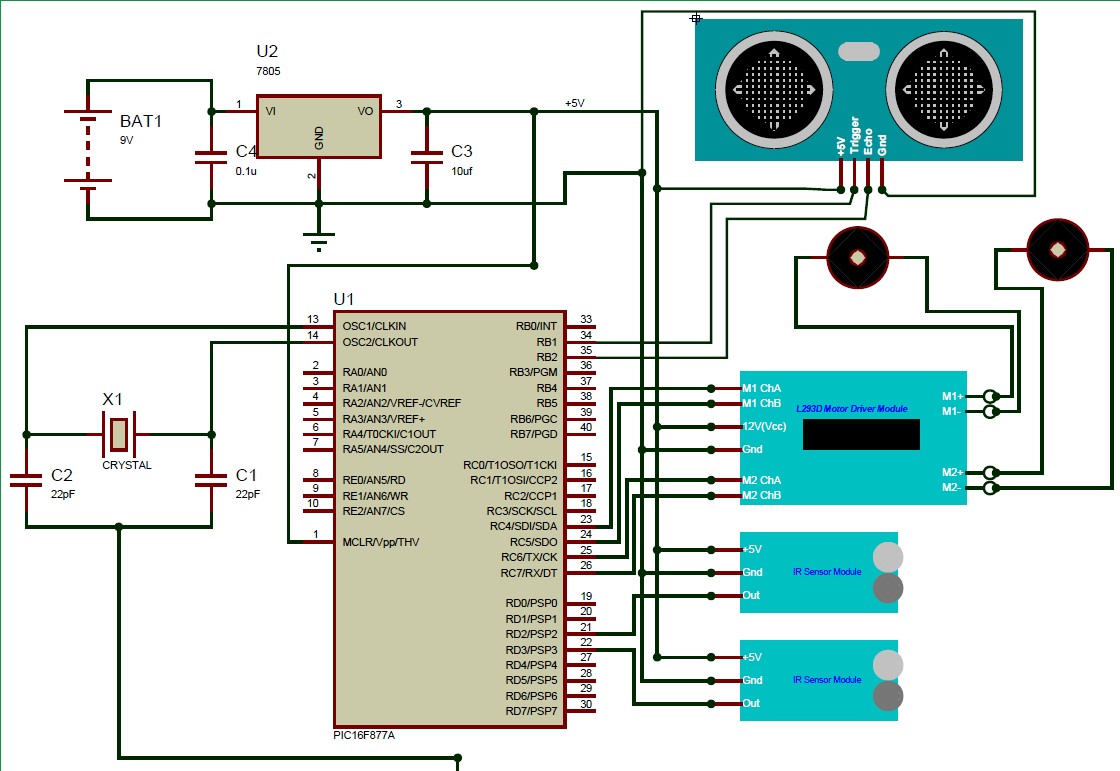 U2
7805
1
VI
VO
3
GND
2
BAT1
9V
C4
0.1u
C3
10uf
+5V
+5V
Trigger
Echo
Gnd
U1
13
OSC1/CLKIN
14
OSC2/CLKOUT
2
RA0/AN0
3
RA1/AN1
4
RA2/AN2/VREF-/CVREF
5
RA3/AN3/VREF+
6
RA4/T0CKI/C1OUT
7
RA5/AN4/SS/C2OUT
8
RE0/AN5/RD
9
RE1/AN6/WR
10
RE2/AN7/CS
1
MCLR/Vpp/THV
RB0/INT
33
RB1
34
RB2
35
RB3/PGM
36
RB4
37
RB5
38
RB6/PGC
39
RB7/PGD
40
RC0/T1OSO/T1CKI
15
RC1/T1OSI/CCP2
16
RC2/CCP1
17
RC3/SCK/SCL
18
RC4/SDI/SDA
23
RC5/SDO
24
RC6/TX/CK
25
RC7/RX/DT
26
RD0/PSP0
19
RD1/PSP1
20
RD2/PSP2
21
RD3/PSP3
22
RD4/PSP4
27
RD5/PSP5
28
RD6/PSP6
29
RD7/PSP7
30
PIC16F877A
X1
CRYSTAL
C2
22pF
C1
22pF
M1 ChA
M1 ChB
12V(Vcc)
Gnd
M2 ChA
M2 ChB
L293D Motor Driver Module
M1+
M1-
M2+
M2-
+5V
Gnd
Out
IR Sensor Module
+5V
Gnd
Out
IR Sensor Module